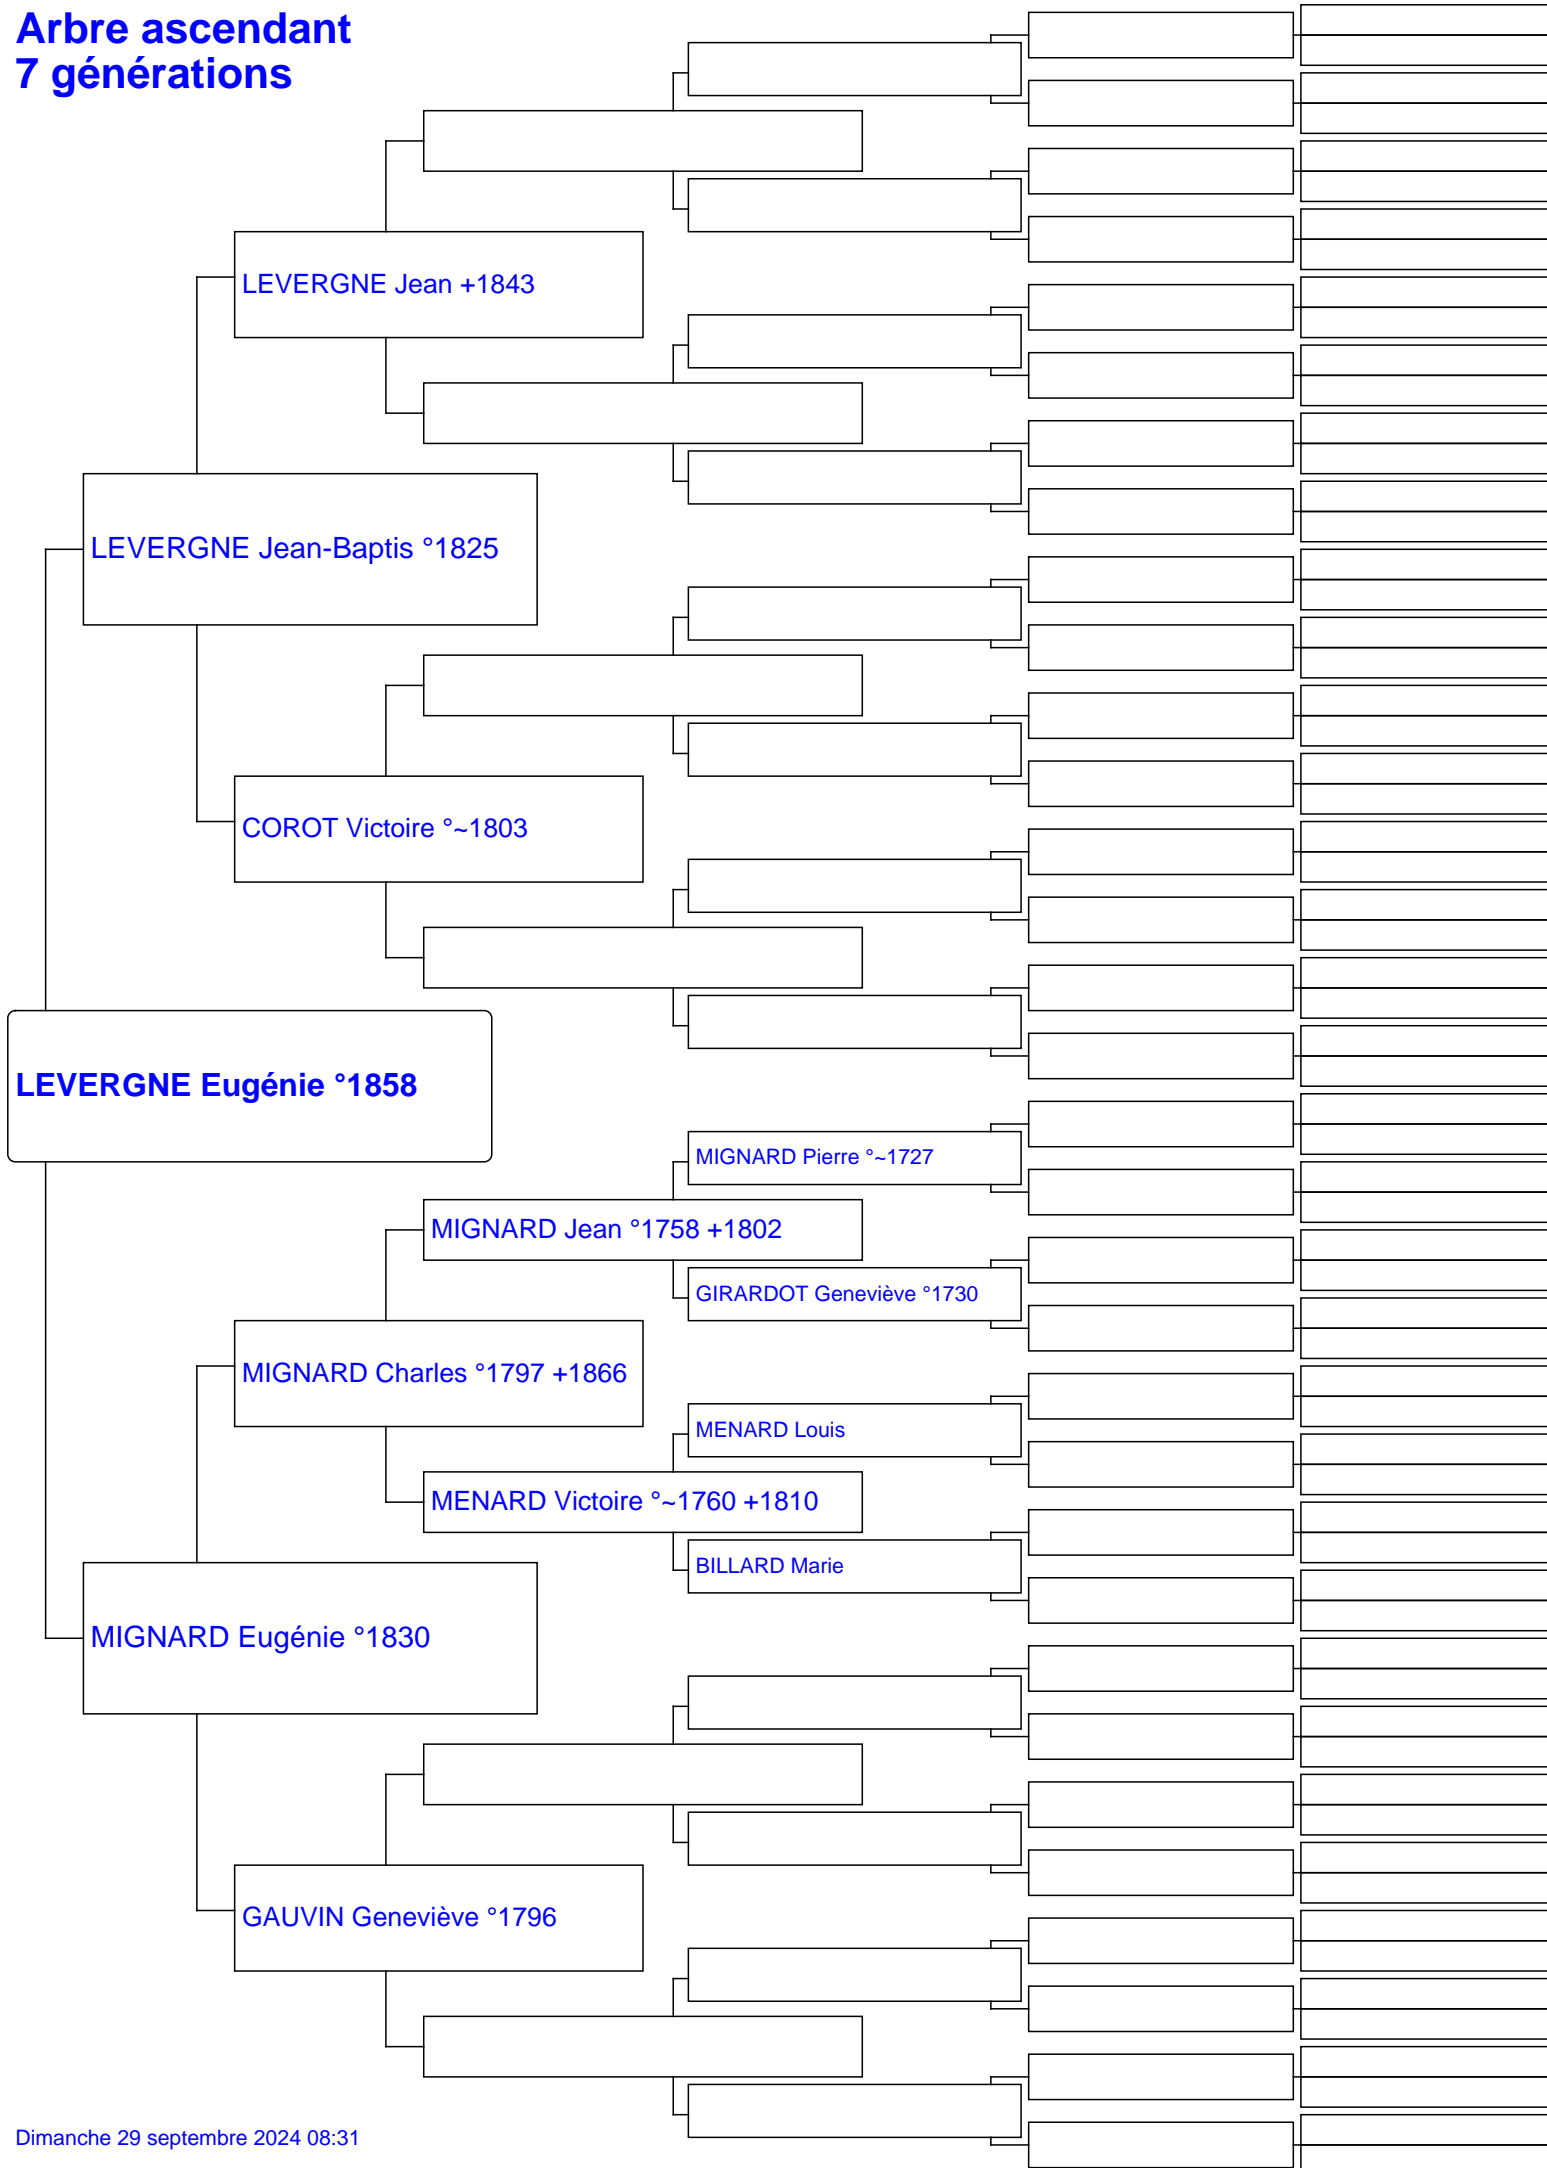 Arbre ascendant
7 générations
LEVERGNE Jean +1843
LEVERGNE Jean-Baptis °1825
COROT Victoire °~1803
LEVERGNE Eugénie °1858
MIGNARD Pierre °~1727
MIGNARD Jean °1758 +1802
GIRARDOT Geneviève °1730
MIGNARD Charles °1797 +1866
MENARD Louis
MENARD Victoire °~1760 +1810
BILLARD Marie
MIGNARD Eugénie °1830
GAUVIN Geneviève °1796
Dimanche 29 septembre 2024 08:31